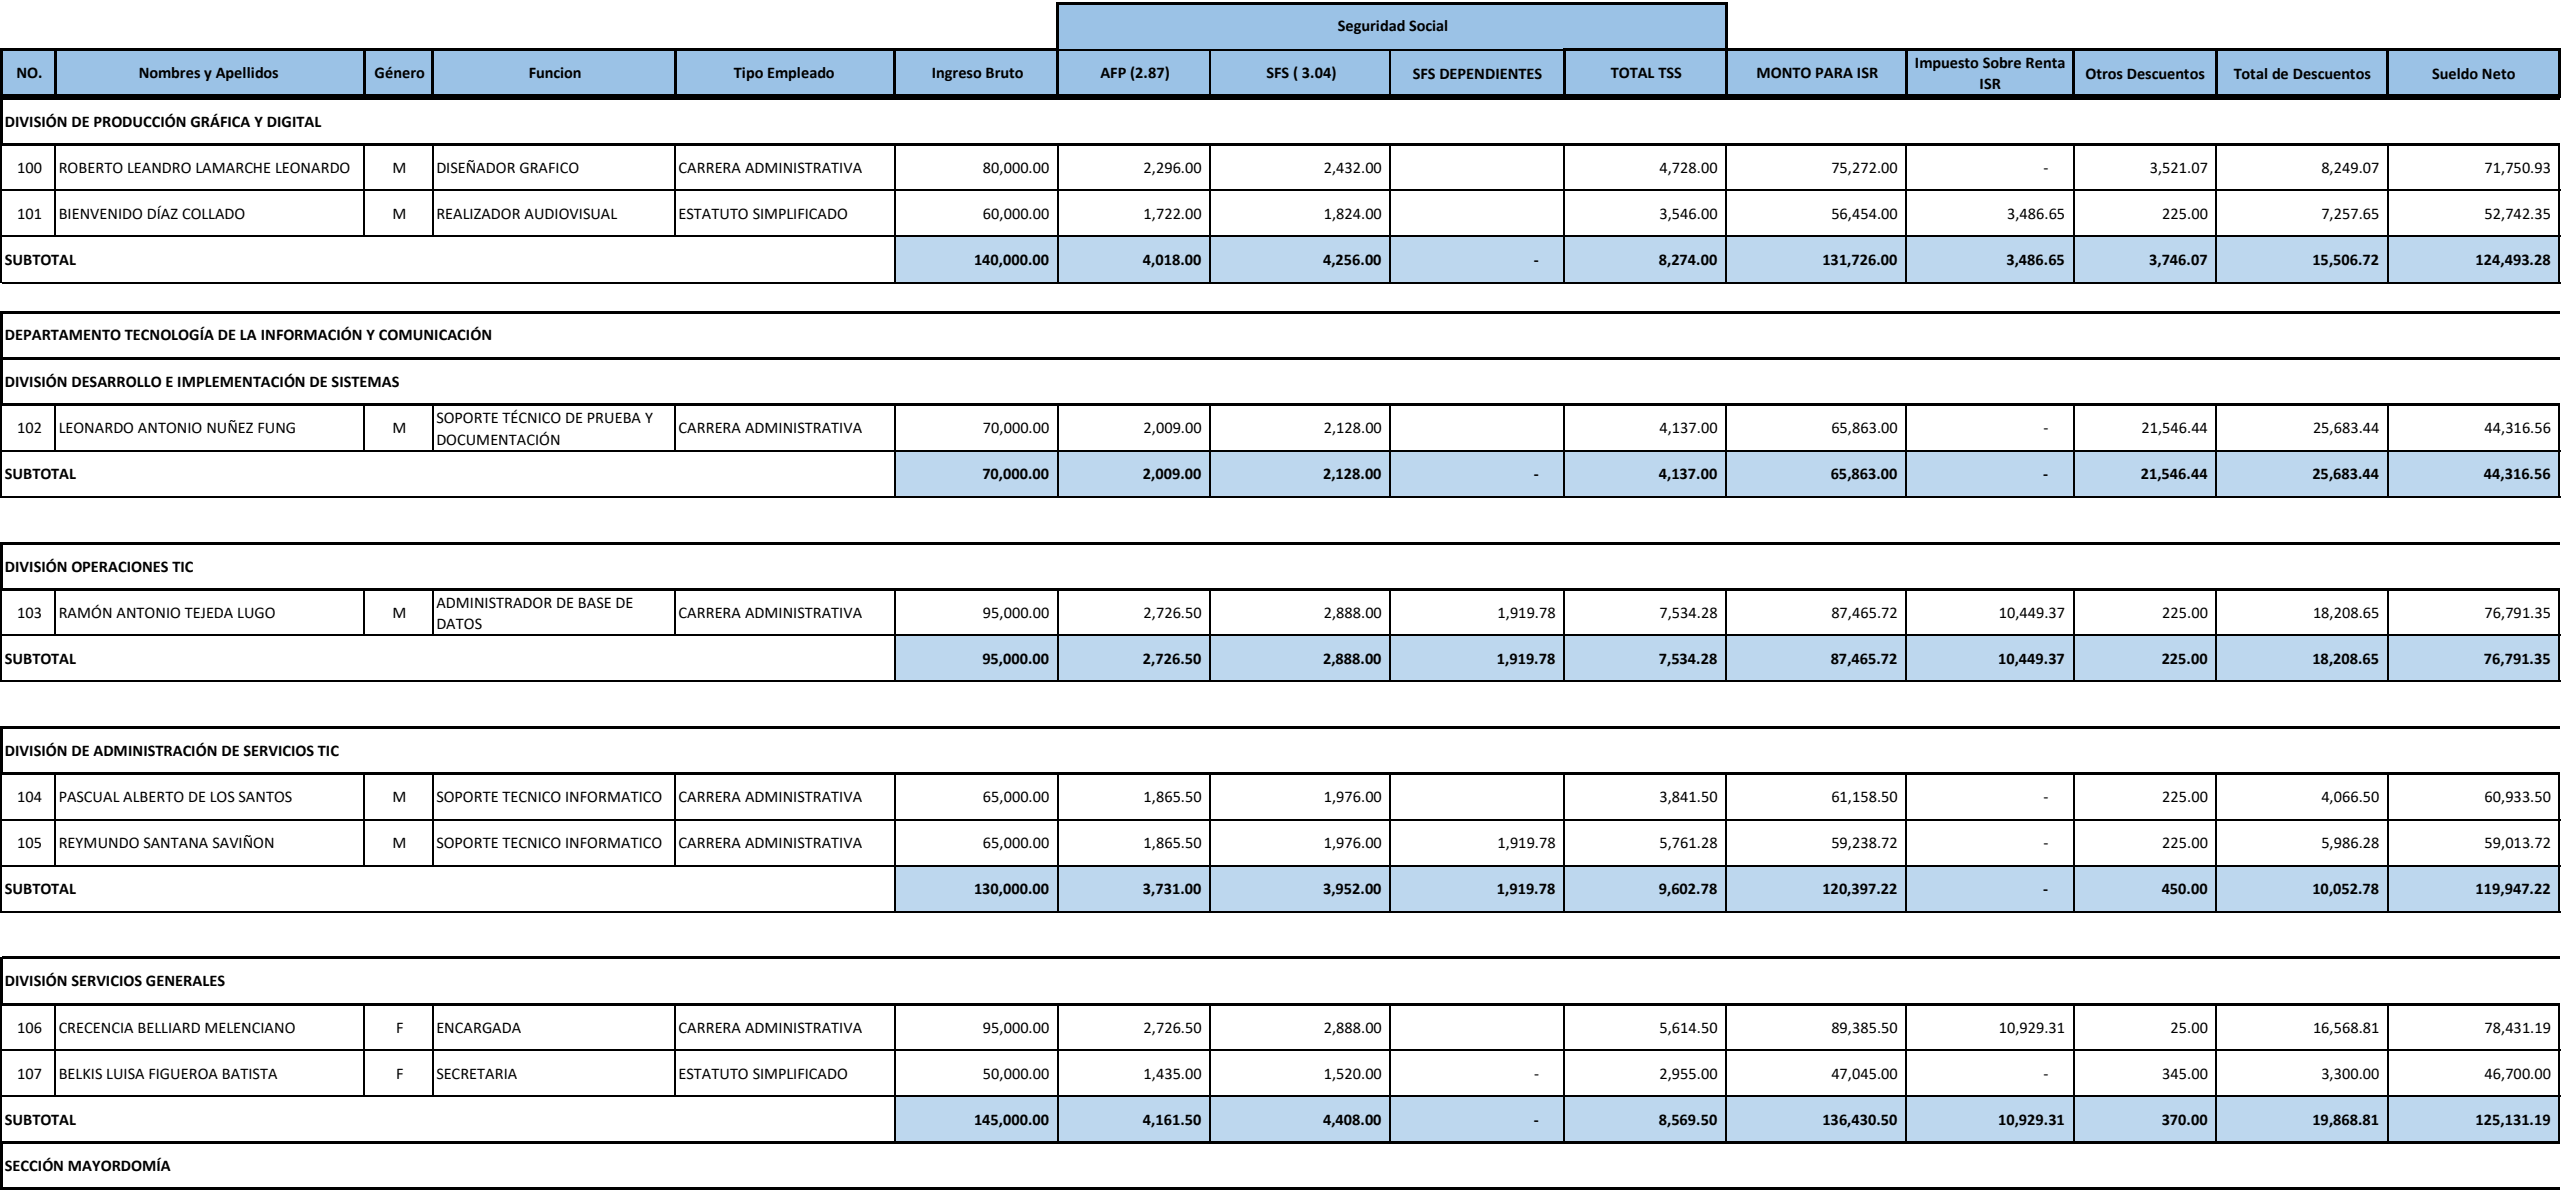 Seguridad Social
NO. Nombres y Apellidos Género Funcion Tipo Empleado Ingreso Bruto AFP (2.87) SFS ( 3.04) SFS DEPENDIENTES TOTAL TSS MONTO PARA ISR Impuesto Sobre Renta ISR Otros Descuentos Total de Descuentos Sueldo Neto
DIVISIÓN DE PRODUCCIÓN GRÁFICA Y DIGITAL
100 ROBERTO LEANDRO LAMARCHE LEONARDO M DISEÑADOR GRAFICO CARRERA ADMINISTRATIVA 80,000.00 2,296.00 2,432.00 4,728.00 75,272.00 - 3,521.07 8,249.07 71,750.93
101 BIENVENIDO DÍAZ COLLADO M REALIZADOR AUDIOVISUAL ESTATUTO SIMPLIFICADO 60,000.00 1,722.00 1,824.00 3,546.00 56,454.00 3,486.65 225.00 7,257.65 52,742.35
SUBTOTAL 140,000.00 4,018.00 4,256.00 - 8,274.00 131,726.00 3,486.65 3,746.07 15,506.72 124,493.28
DEPARTAMENTO TECNOLOGÍA DE LA INFORMACIÓN Y COMUNICACIÓN
DIVISIÓN DESARROLLO E IMPLEMENTACIÓN DE SISTEMAS
102 LEONARDO ANTONIO NUÑEZ FUNG M SOPORTE TÉCNICO DE PRUEBA Y DOCUMENTACIÓN CARRERA ADMINISTRATIVA 70,000.00 2,009.00 2,128.00 4,137.00 65,863.00 - 21,546.44 25,683.44 44,316.56
SUBTOTAL 70,000.00 2,009.00 2,128.00 - 4,137.00 65,863.00 - 21,546.44 25,683.44 44,316.56
DIVISIÓN OPERACIONES TIC
103 RAMÓN ANTONIO TEJEDA LUGO M ADMINISTRADOR DE BASE DE DATOS CARRERA ADMINISTRATIVA 95,000.00 2,726.50 2,888.00 1,919.78 7,534.28 87,465.72 10,449.37 225.00 18,208.65 76,791.35
SUBTOTAL 95,000.00 2,726.50 2,888.00 1,919.78 7,534.28 87,465.72 10,449.37 225.00 18,208.65 76,791.35
DIVISIÓN DE ADMINISTRACIÓN DE SERVICIOS TIC
104 PASCUAL ALBERTO DE LOS SANTOS M SOPORTE TECNICO INFORMATICO CARRERA ADMINISTRATIVA 65,000.00 1,865.50 1,976.00 3,841.50 61,158.50 - 225.00 4,066.50 60,933.50
105 REYMUNDO SANTANA SAVIÑON M SOPORTE TECNICO INFORMATICO CARRERA ADMINISTRATIVA 65,000.00 1,865.50 1,976.00 1,919.78 5,761.28 59,238.72 - 225.00 5,986.28 59,013.72
SUBTOTAL 130,000.00 3,731.00 3,952.00 1,919.78 9,602.78 120,397.22 - 450.00 10,052.78 119,947.22
DIVISIÓN SERVICIOS GENERALES
106 CRECENCIA BELLIARD MELENCIANO F ENCARGADA CARRERA ADMINISTRATIVA 95,000.00 2,726.50 2,888.00 5,614.50 89,385.50 10,929.31 25.00 16,568.81 78,431.19
107 BELKIS LUISA FIGUEROA BATISTA F SECRETARIA ESTATUTO SIMPLIFICADO 50,000.00 1,435.00 1,520.00 - 2,955.00 47,045.00 - 345.00 3,300.00 46,700.00
SUBTOTAL 145,000.00 4,161.50 4,408.00 - 8,569.50 136,430.50 10,929.31 370.00 19,868.81 125,131.19
SECCIÓN MAYORDOMÍA